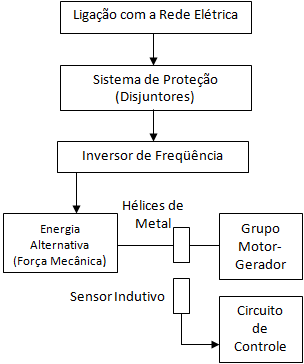 Ligação com a Rede Elétrica
Sistema de Proteção
(Disjuntores)
Inversor de Freqüência
Hélices de
Metal
Energia
Alternativa
(Força Mecânica)
Grupo
Motor-
Gerador
Sensor Indutivo
Circuito
de
Controle